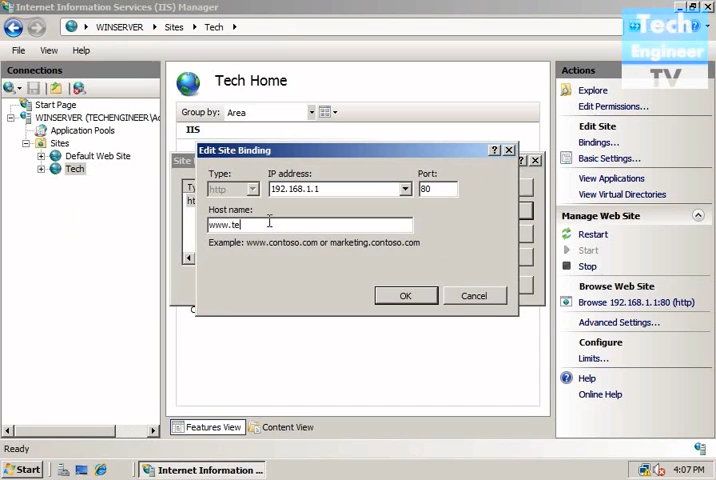 Internet Information Services (IIS) Manager
WINSERVER Sites Tech
File View Help
Tech
Engineer
TV
Connections
Start Page
WINSERVER (TECHENGINEER\Ad
Application Pools
Sites
Default Web Site
Tech
Tech Home
Group by: Area
IIS
Site
Ty
ht
Edit Site Binding
Type: IP address: Port:
http 192.168.1.1 80
Host name:
www.te
Example: www.contoso.com or marketing.contoso.com
OK Cancel
Features View Content View
Actions
Explore
Edit Permissions...
Edit Site
Bindings...
Basic Settings...
View Applications
View Virtual Directories
Manage Web Site
Restart
Start
Stop
Browse Web Site
Browse 192.168.1.1:80 (http)
Advanced Settings...
Configure
Limits...
Help
Online Help
Ready
Start Internet Information ... 4:07 PM